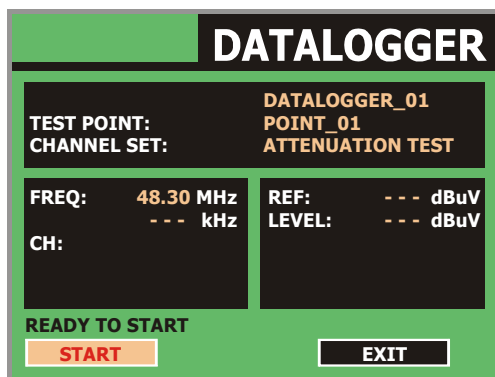 DATALOGGER
DATALOGGER_01
TEST POINT: POINT_01
CHANNEL SET: ATTENUATION TEST
FREQ: 48.30 MHz
- - - kHz
CH:
REF: - - - dBuV
LEVEL: - - - dBuV
READY TO START
START
EXIT